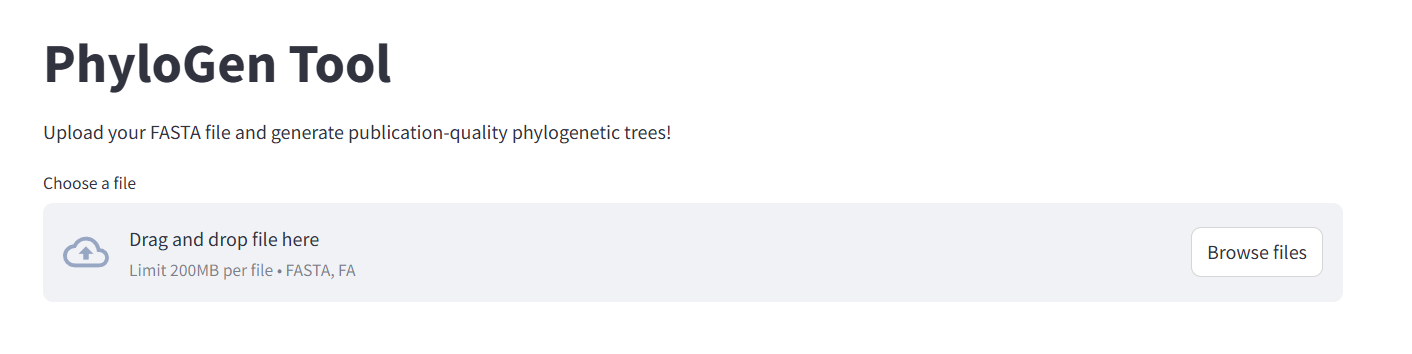 PhyloGen Tool
Upload your FASTA file and generate publication-quality phylogenetic trees!
Choose a file
Drag and drop file here
Limit 200MB per file • FASTA, FA
Browse files